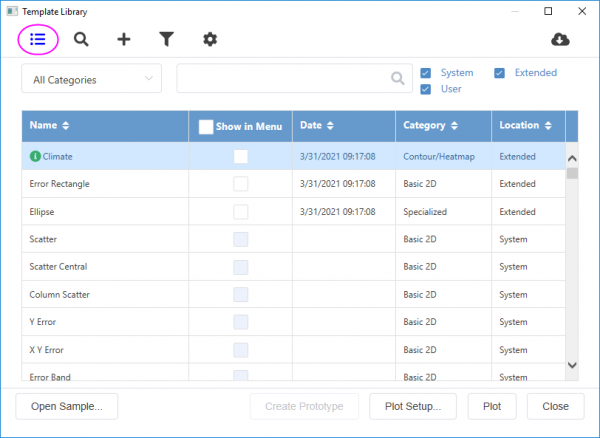 Template Library
All Categories
System
Extended
User
Name Show in Menu Date Category Location
Climate 3/31/2021 09:17:08 Contour/Heatmap Extended
Error Rectangle 3/31/2021 09:17:08 Basic 2D Extended
Ellipse 3/31/2021 09:17:08 Specialized Extended
Scatter Basic 2D System
Scatter Central Basic 2D System
Column Scatter Basic 2D System
Y Error Basic 2D System
X Y Error Basic 2D System
Error Band Basic 2D System
Open Sample... Create Prototype Plot Setup... Plot Close